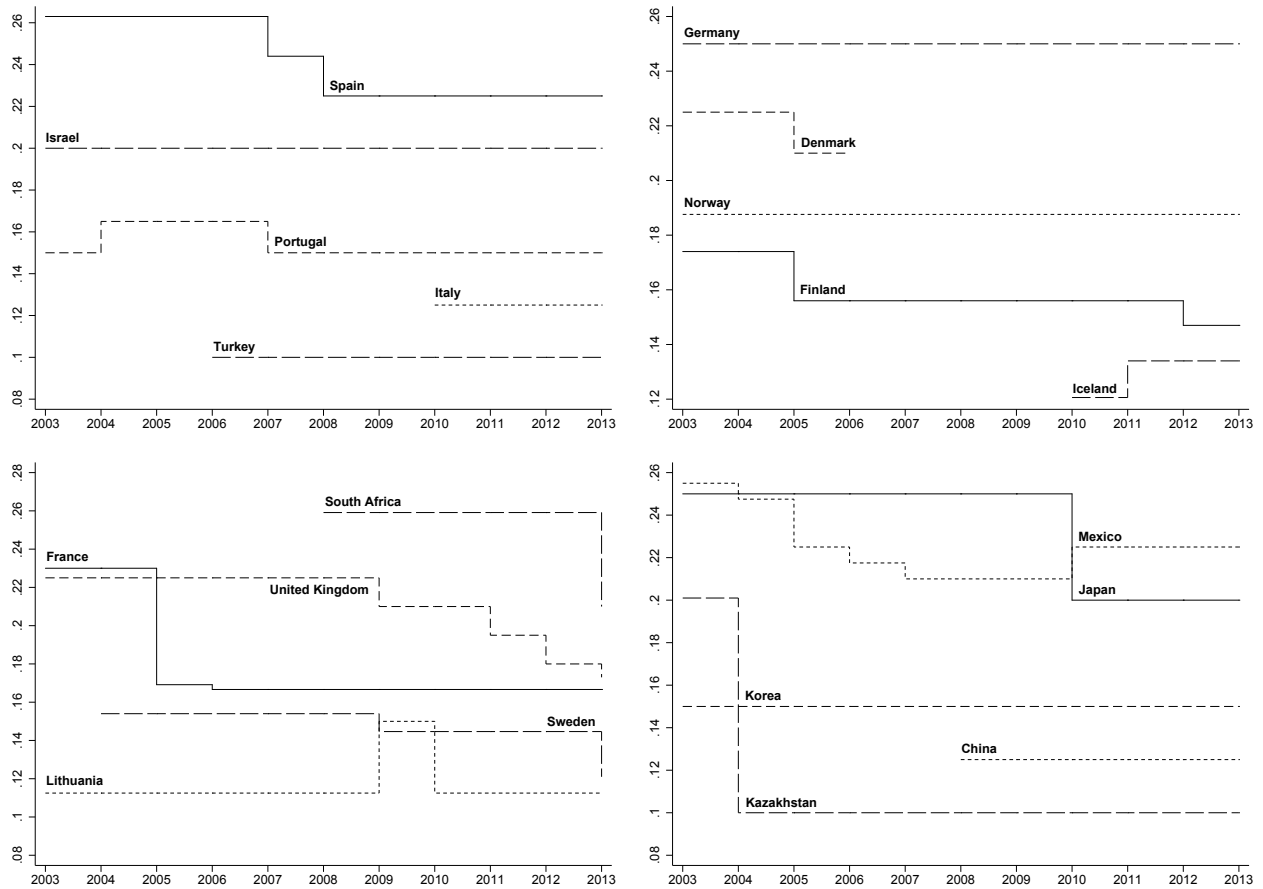 .26
.24
.22
.2
.18
.16
.14
.12
.1
.08
Spain
Israel
Portugal
Italy
Turkey
2003 2004 2005 2006 2007 2008 2009 2010 2011 2012 2013
.26
.24
.22
.2
.18
.16
.14
.12
Germany
Denmark
Norway
Finland
Iceland
2003 2004 2005 2006 2007 2008 2009 2010 2011 2012 2013
.28
.26
.24
.22
.2
.18
.16
.14
.12
.1
.08
South Africa
France
United Kingdom
Sweden
Lithuania
2003 2004 2005 2006 2007 2008 2009 2010 2011 2012 2013
.26
.24
.22
.2
.18
.16
.14
.12
.1
.08
Mexico
Japan
Korea
China
Kazakhstan
2003 2004 2005 2006 2007 2008 2009 2010 2011 2012 2013